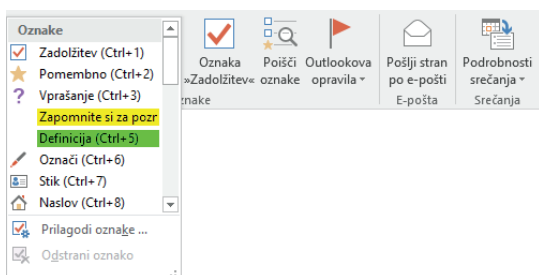 Oznake
Zadolžitev (Ctrl+1)
Pomembno (Ctrl+2)
Vprašanje (Ctrl+3)
Zapomnite si za pozr
Definicija (Ctrl+5)
Označi (Ctrl+6)
Stik (Ctrl+7)
Naslov (Ctrl+8)
Prilagodi oznake ...
Odstrani oznako
Oznaka
»Zadolžitev«
Poišči
oznake
Outlookova
opravila
nake
Pošlji stran
po e-pošti
E-pošta
Podrobnosti
srečanja
Srečanja